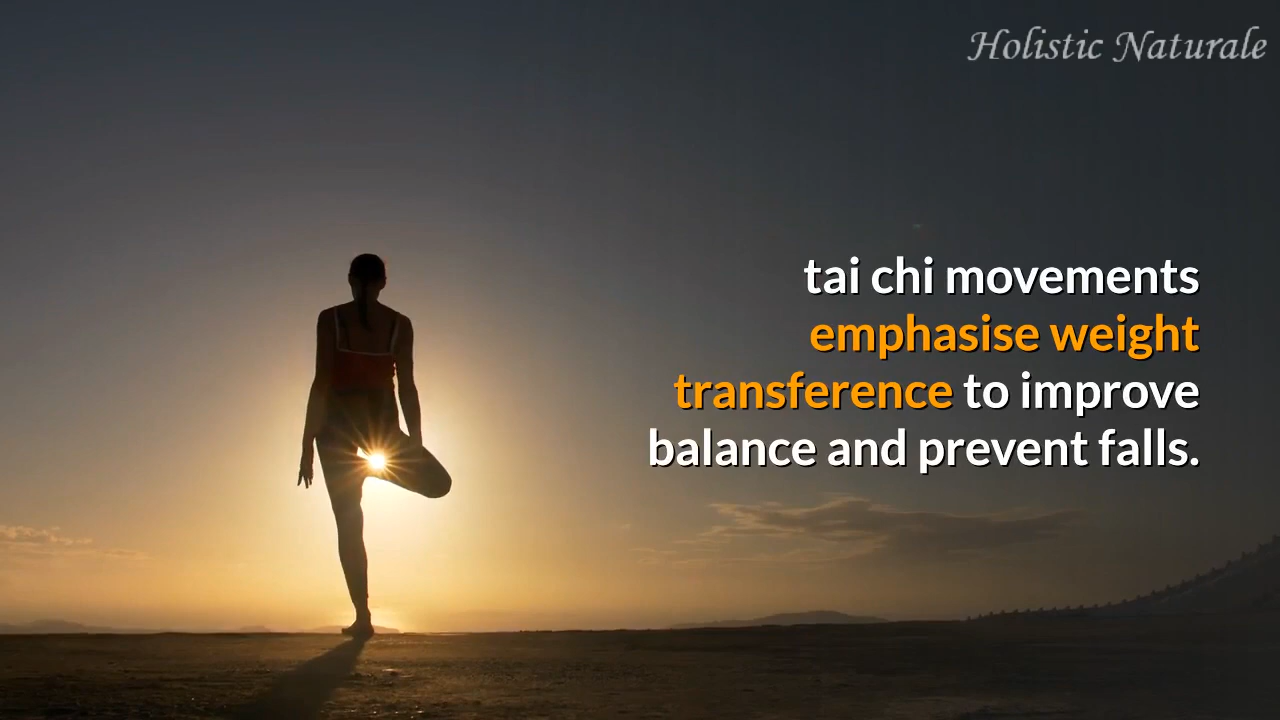 Holistic Naturale
tai chi movements
emphasise weight
transference to improve
balance and prevent falls.